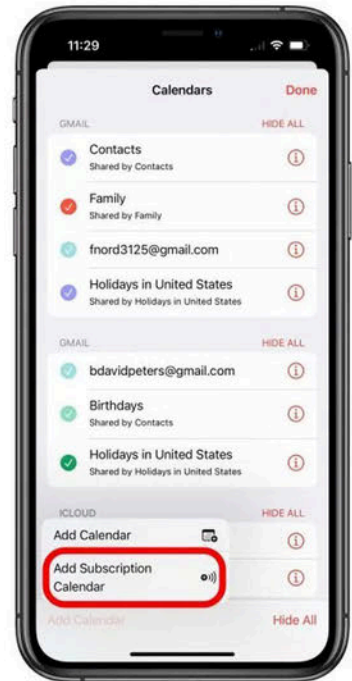 11:29
Calendars
Done
GMAIL
HIDE ALL
Contacts
Shared by Contacts
Family
Shared by Family
fnord3125@gmail.com
Holidays in United States
Shared by Holidays in United States
GMAIL
HIDE ALL
bdavidpeters@gmail.com
Birthdays
Shared by Contacts
Holidays in United States
Shared by Holidays in United States
ICLOUD
HIDE ALL
Add Calendar
Add Subscription
Calendar
Add Calendar
Hide All